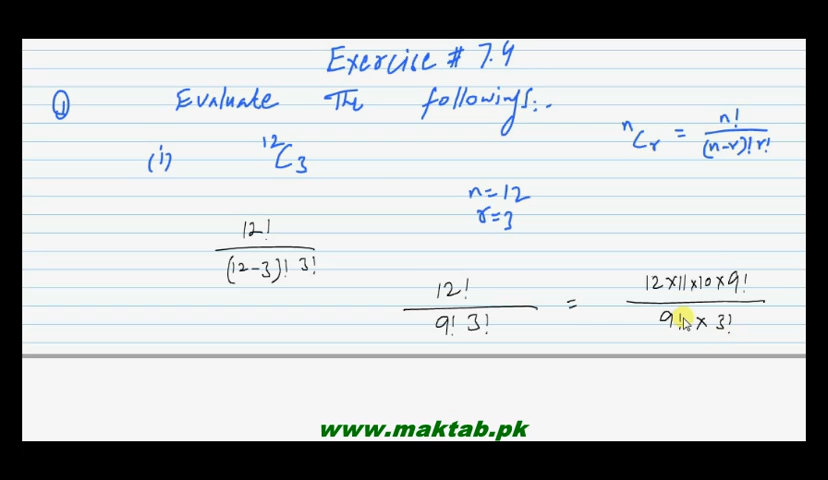 Exercise # 7.4
Q1 Evaluate The followings:.
(i) ¹²C₃
ⁿCᵣ = n! / (n-r)! r!
n=12
r=3
12! / (12-3)! 3!
12! / 9! 3! = 12×11×10×9! / 9! × 3!
www.maktab.pk